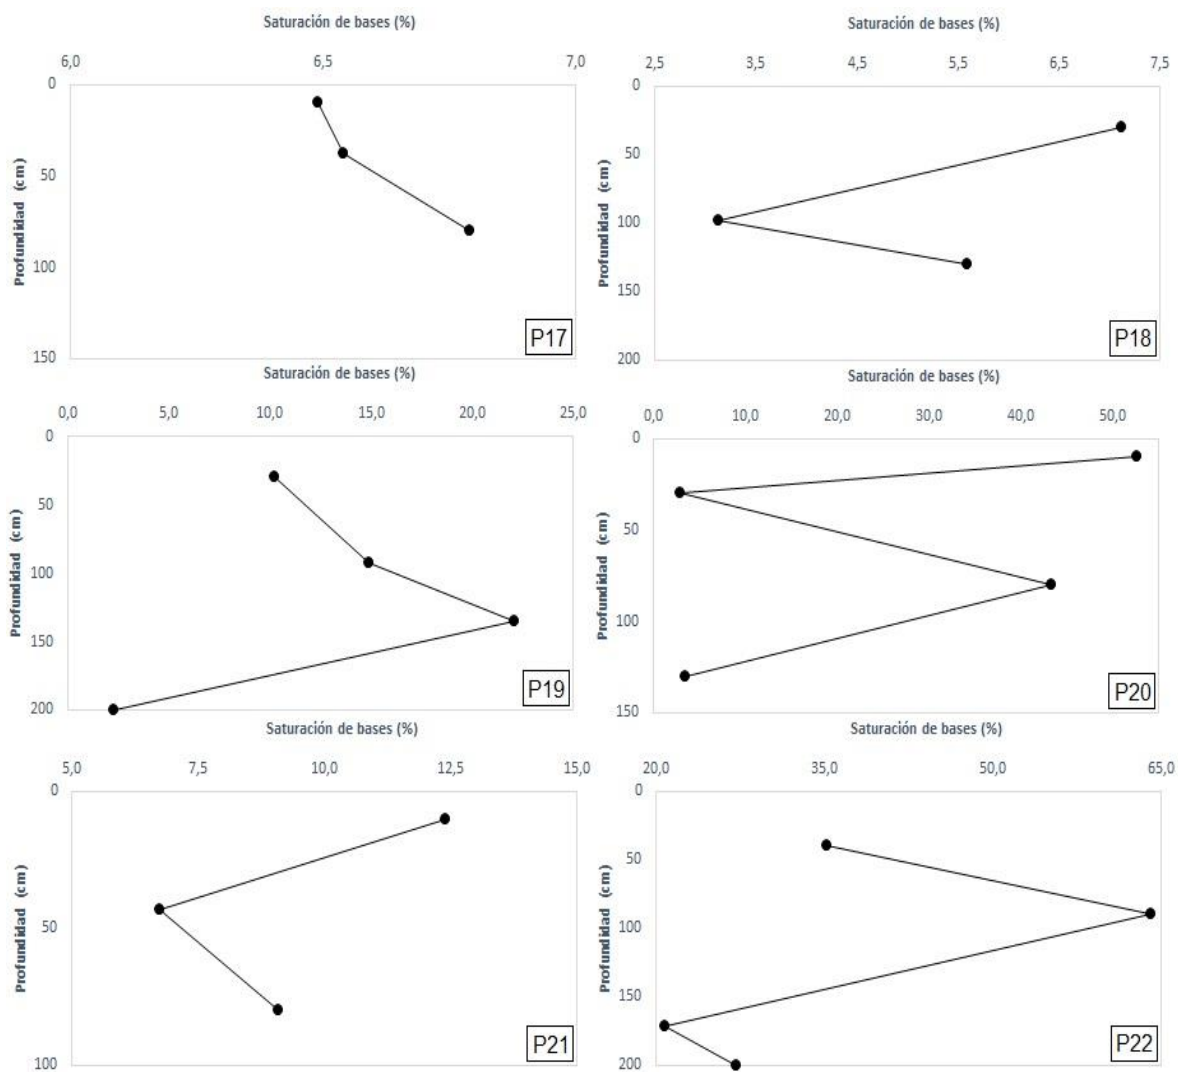 Saturación de bases (%)
6,0 6,5 7,0
0
50
100
150
Profundidad (cm)
P17
Saturación de bases (%)
2,5 3,5 4,5 5,5 6,5 7,5
0
50
100
150
200
Profundidad (cm)
P18
Saturación de bases (%)
0,0 5,0 10,0 15,0 20,0 25,0
0
50
100
150
200
Profundidad (cm)
P19
Saturación de bases (%)
0,0 10,0 20,0 30,0 40,0 50,0
0
50
100
150
Profundidad (cm)
P20
Saturación de bases (%)
5,0 7,5 10,0 12,5 15,0
0
50
100
Profundidad (cm)
P21
Saturación de bases (%)
20,0 35,0 50,0 65,0
0
50
100
150
200
Profundidad (cm)
P22